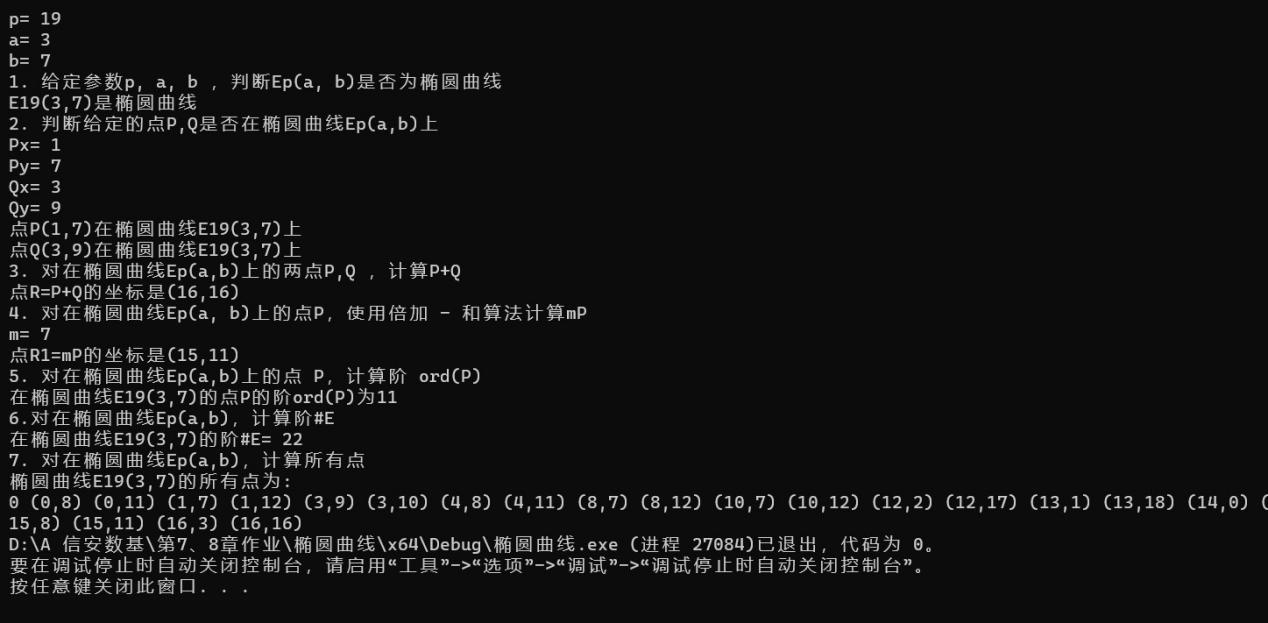 p= 19
a= 3
b= 7
1. 给定参数p, a, b ，判断Ep(a, b)是否为椭圆曲线
E19(3,7)是椭圆曲线
2. 判断给定的点P,Q是否在椭圆曲线Ep(a,b)上
Px= 1
Py= 7
Qx= 3
Qy= 9
点P(1,7)在椭圆曲线E19(3,7)上
点Q(3,9)在椭圆曲线E19(3,7)上
3. 对在椭圆曲线Ep(a,b)上的两点P,Q ，计算P+Q
点R=P+Q的坐标是(16,16)
4. 对在椭圆曲线Ep(a, b)上的点P，使用倍加 - 和算法计算mP
m= 7
点R1=mP的坐标是(15,11)
5. 对在椭圆曲线Ep(a,b)上的点 P，计算阶 ord(P)
在椭圆曲线E19(3,7)的点P的阶ord(P)为11
6.对在椭圆曲线Ep(a,b)，计算阶#E
在椭圆曲线E19(3,7)的阶#E= 22
7. 对在椭圆曲线Ep(a,b)，计算所有点
椭圆曲线E19(3,7)的所有点为:
0 (0,8) (0,11) (1,7) (1,12) (3,9) (3,10) (4,8) (4,11) (8,7) (8,12) (10,7) (10,12) (12,2) (12,17) (13,1) (13,18) (14,0) (
15,8) (15,11) (16,3) (16,16)
D:\A 信安数基\第7、8章作业\椭圆曲线\x64\Debug\椭圆曲线.exe (进程 27084)已退出，代码为 0。
要在调试停止时自动关闭控制台，请启用“工具”->“选项”->“调试”->“调试停止时自动关闭控制台”。
按任意键关闭此窗口. . .